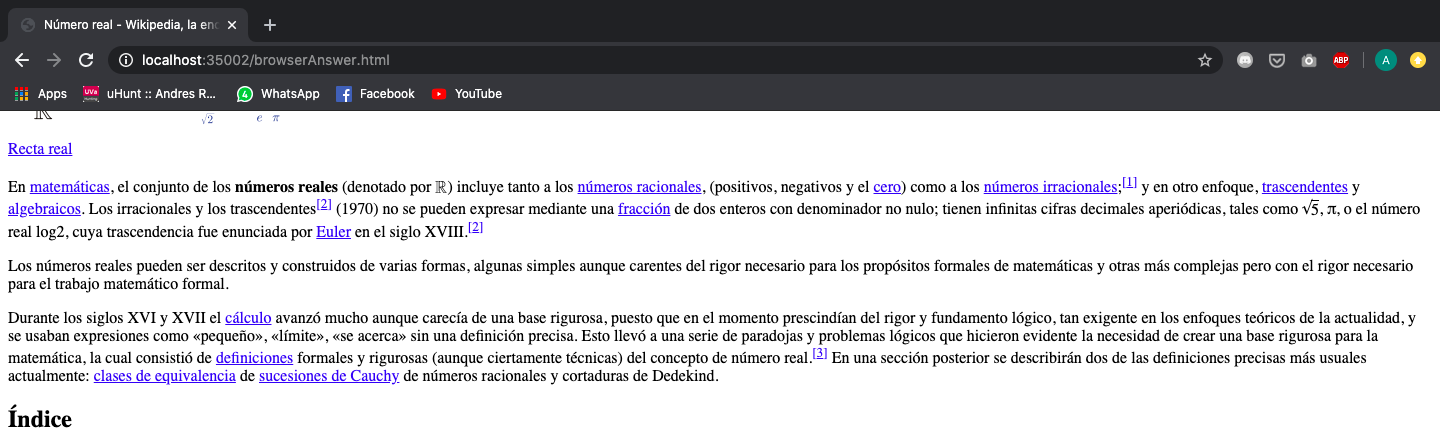 Número real - Wikipedia, la enc
localhost:35002/browserAnswer.html
ABP
A
Apps
UVa
uHunt :: Andres R...
4
WhatsApp
Facebook
YouTube
ℝ
√2 e π
Recta real
En matemáticas, el conjunto de los números reales (denotado por ℝ) incluye tanto a los números racionales, (positivos, negativos y el cero) como a los números irracionales;[1] y en otro enfoque, trascendentes y
algebraicos. Los irracionales y los trascendentes[2] (1970) no se pueden expresar mediante una fracción de dos enteros con denominador no nulo; tienen infinitas cifras decimales aperiódicas, tales como √5, π, o el número
real log2, cuya trascendencia fue enunciada por Euler en el siglo XVIII.[2]
Los números reales pueden ser descritos y construidos de varias formas, algunas simples aunque carentes del rigor necesario para los propósitos formales de matemáticas y otras más complejas pero con el rigor necesario
para el trabajo matemático formal.
Durante los siglos XVI y XVII el cálculo avanzó mucho aunque carecía de una base rigurosa, puesto que en el momento prescindían del rigor y fundamento lógico, tan exigente en los enfoques teóricos de la actualidad, y
se usaban expresiones como «pequeño», «límite», «se acerca» sin una definición precisa. Esto llevó a una serie de paradojas y problemas lógicos que hicieron evidente la necesidad de crear una base rigurosa para la
matemática, la cual consistió de definiciones formales y rigurosas (aunque ciertamente técnicas) del concepto de número real.[3] En una sección posterior se describirán dos de las definiciones precisas más usuales
actualmente: clases de equivalencia de sucesiones de Cauchy de números racionales y cortaduras de Dedekind.
Índice